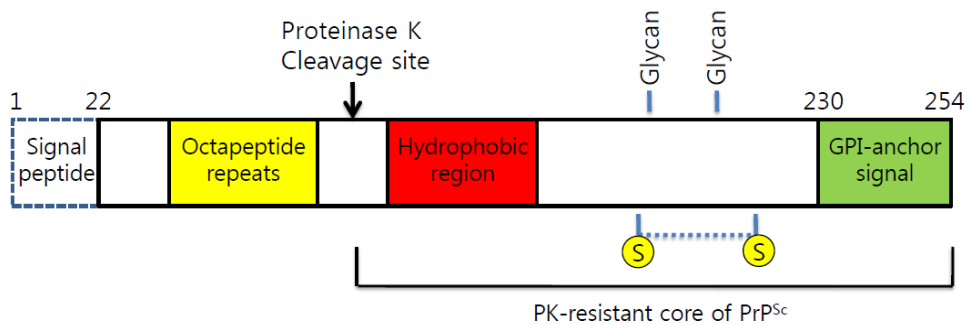 Proteinase K
Cleavage site
Glycan
Glycan
1
22
230
254
Signal
peptide
Octapeptide
repeats
Hydrophobic
region
GPI-anchor
signal
S
S
PK-resistant core of PrPSc